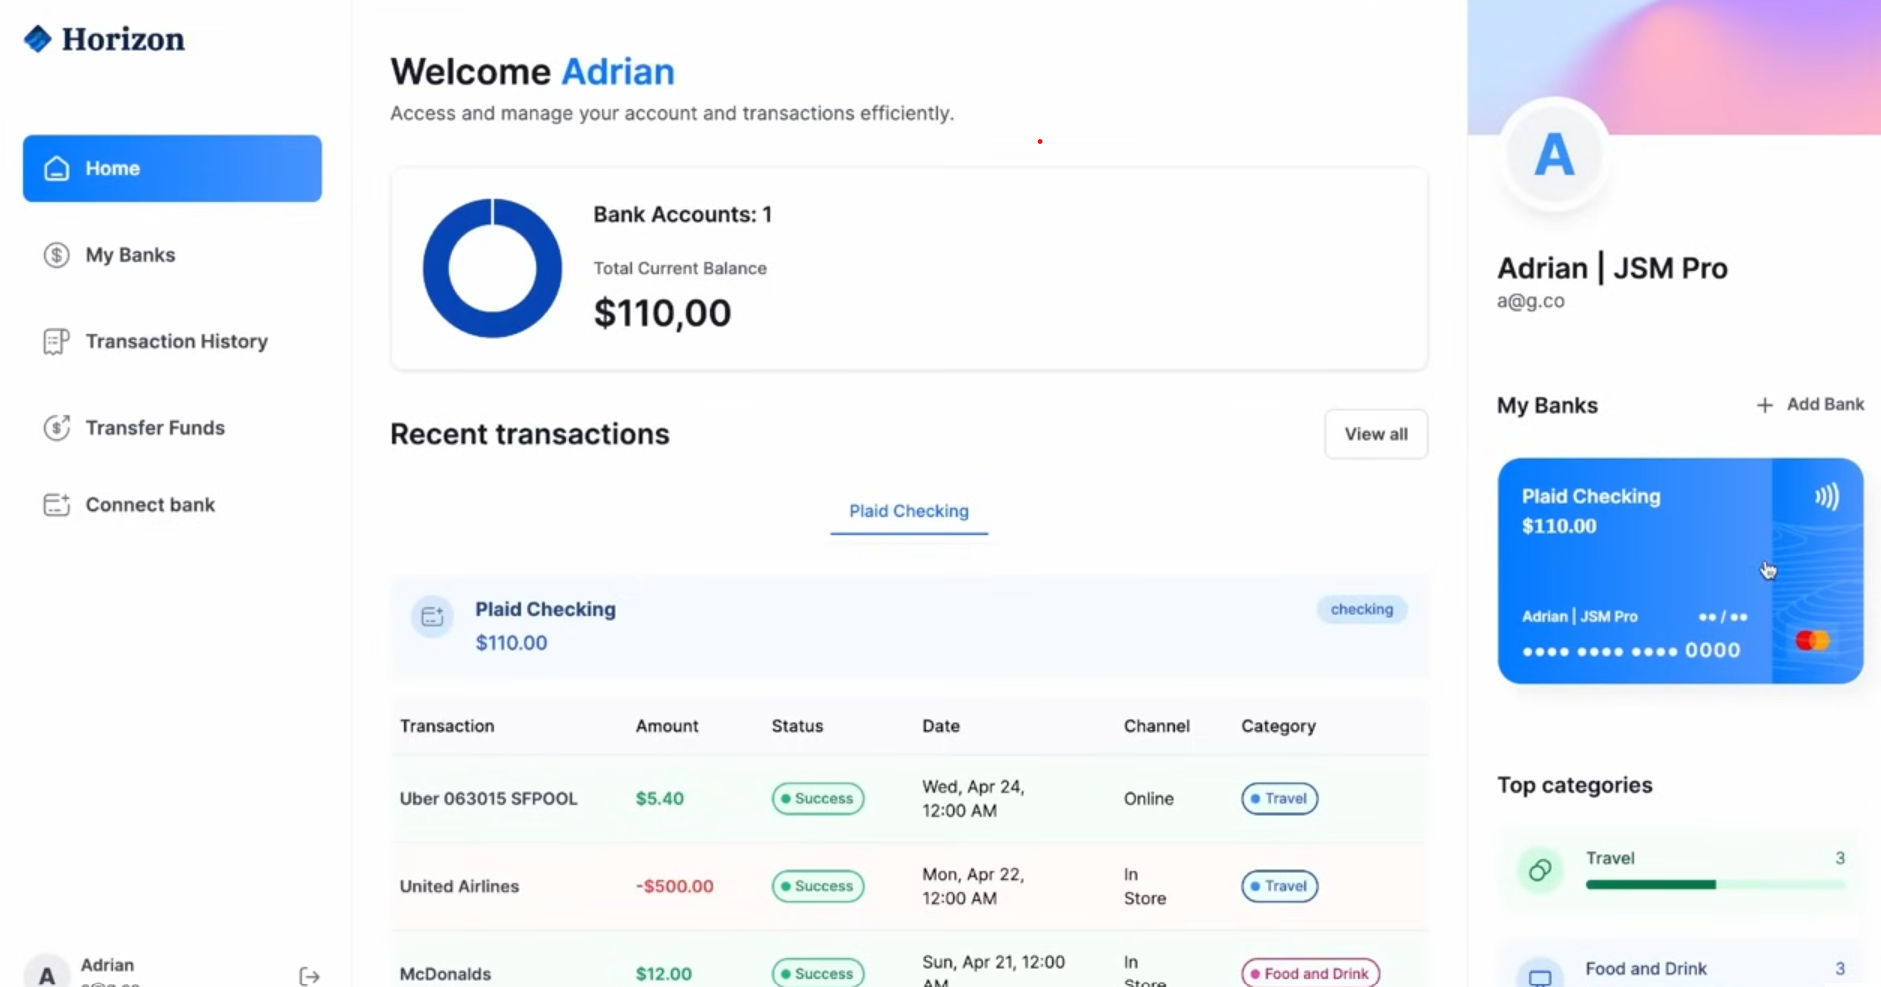 Horizon
Home
My Banks
Transaction History
Transfer Funds
Connect bank
A
Adrian
Welcome Adrian
Access and manage your account and transactions efficiently.
Bank Accounts: 1
Total Current Balance
$110,00
Recent transactions
View all
Plaid Checking
Plaid Checking
$110.00
checking
Transaction Amount Status Date Channel Category
Uber 063015 SFPOOL $5.40 Success Wed, Apr 24, Online Travel
12:00 AM
United Airlines -$500.00 Success Mon, Apr 22, In Travel
12:00 AM Store
McDonalds $12.00 Success Sun, Apr 21, 12:00 In Food and Drink
AM Store
A
Adrian | JSM Pro
a@g.co
My Banks
+ Add Bank
Plaid Checking
$110.00
Adrian | JSM Pro ••/••
•••• •••• •••• 0000
Top categories
Travel 3
Food and Drink 3